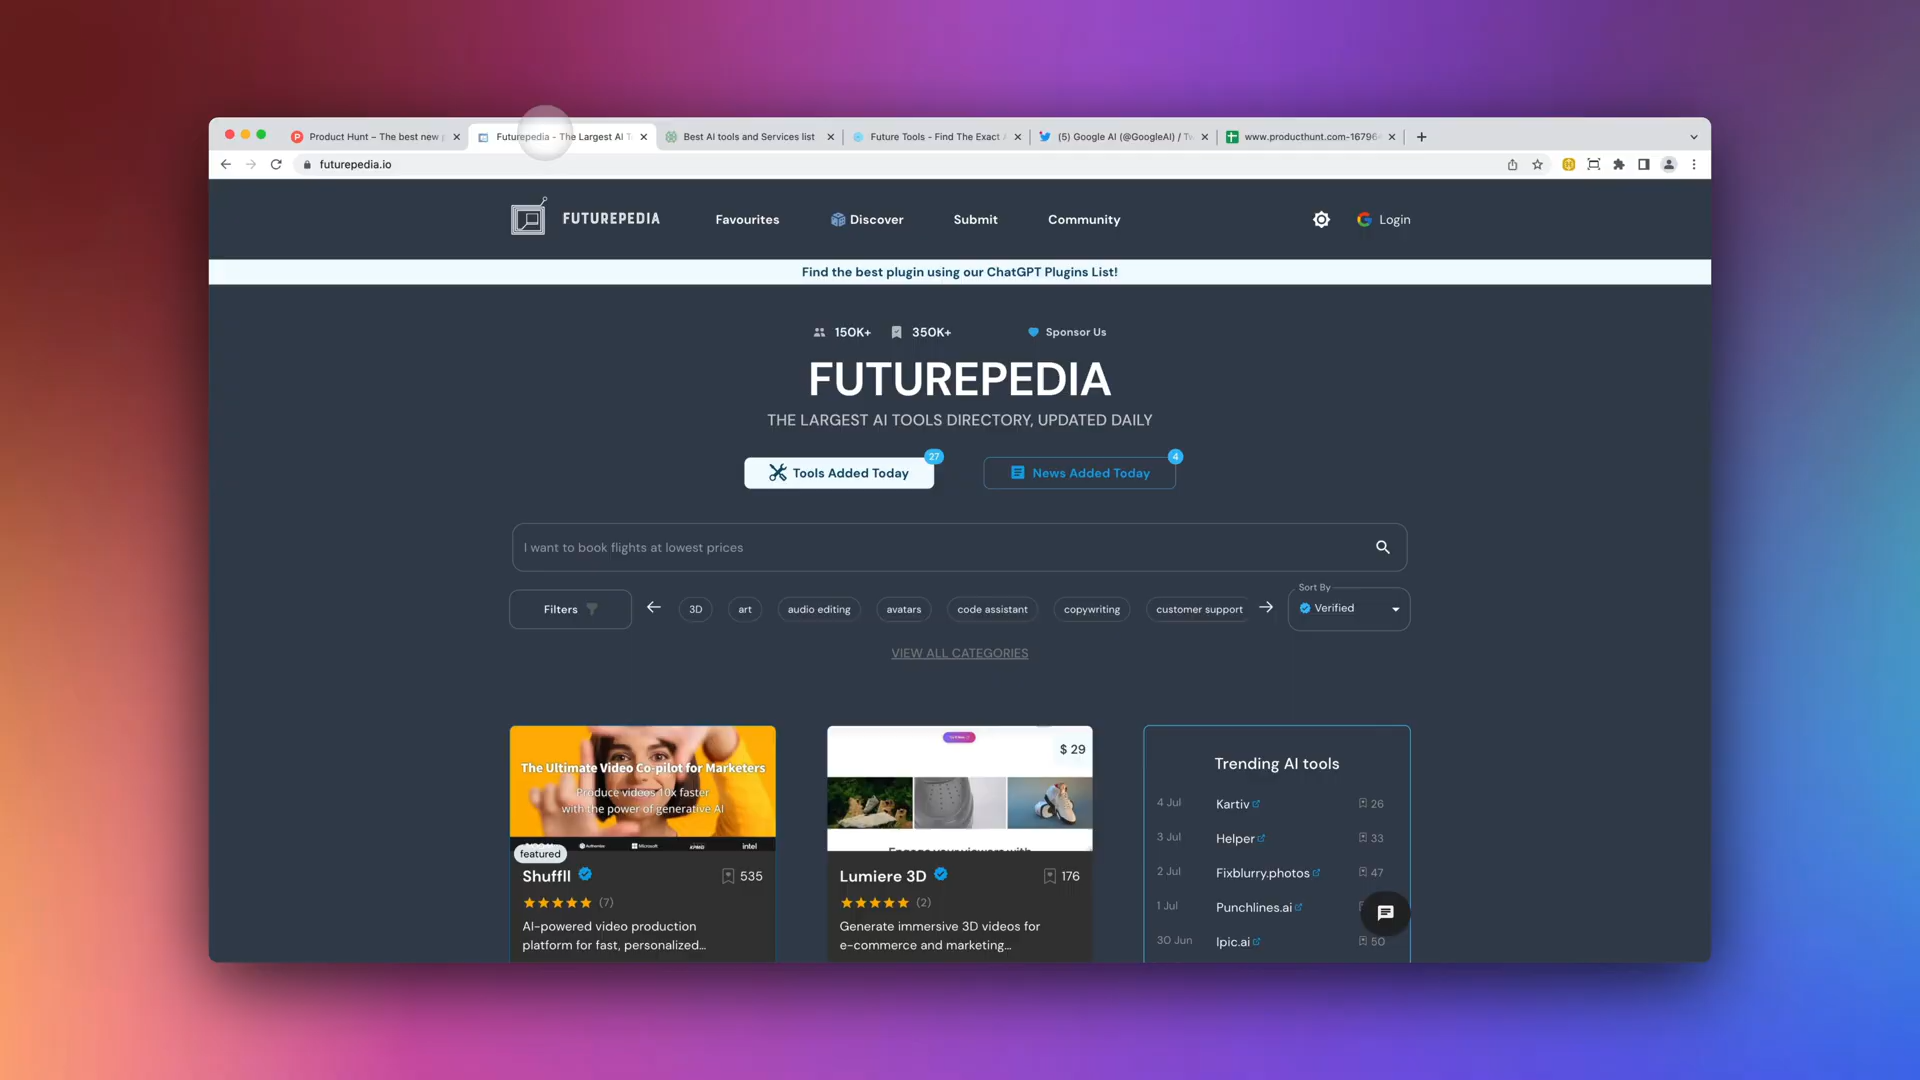 Product Hunt – The best new p
Futurepedia - The Largest AI T
Best AI tools and Services list
Future Tools - Find The Exact A
(5) Google AI (@GoogleAI) / Tw
www.producthunt.com-16796
futurepedia.io
FUTUREPEDIA
Favourites
Discover
Submit
Community
Login
Find the best plugin using our ChatGPT Plugins List!
150K+
350K+
Sponsor Us
FUTUREPEDIA
THE LARGEST AI TOOLS DIRECTORY, UPDATED DAILY
Tools Added Today
27
News Added Today
4
I want to book flights at lowest prices
Filters
3D
art
audio editing
avatars
code assistant
copywriting
customer support
Sort By
Verified
VIEW ALL CATEGORIES
The Ultimate Video Co-pilot for Marketers
Produce videos 10x faster
with the power of generative AI
Microsoft
KPMG
intel
featured
Shuffll
535
(7)
AI-powered video production
platform for fast, personalized...
$ 29
Engage your viewers with
Lumiere 3D
176
(2)
Generate immersive 3D videos for
e-commerce and marketing...
Trending AI tools
4 Jul
Kartiv
26
3 Jul
Helper
33
2 Jul
Fixblurry.photos
47
1 Jul
Punchlines.ai
30 Jun
Ipic.ai
50